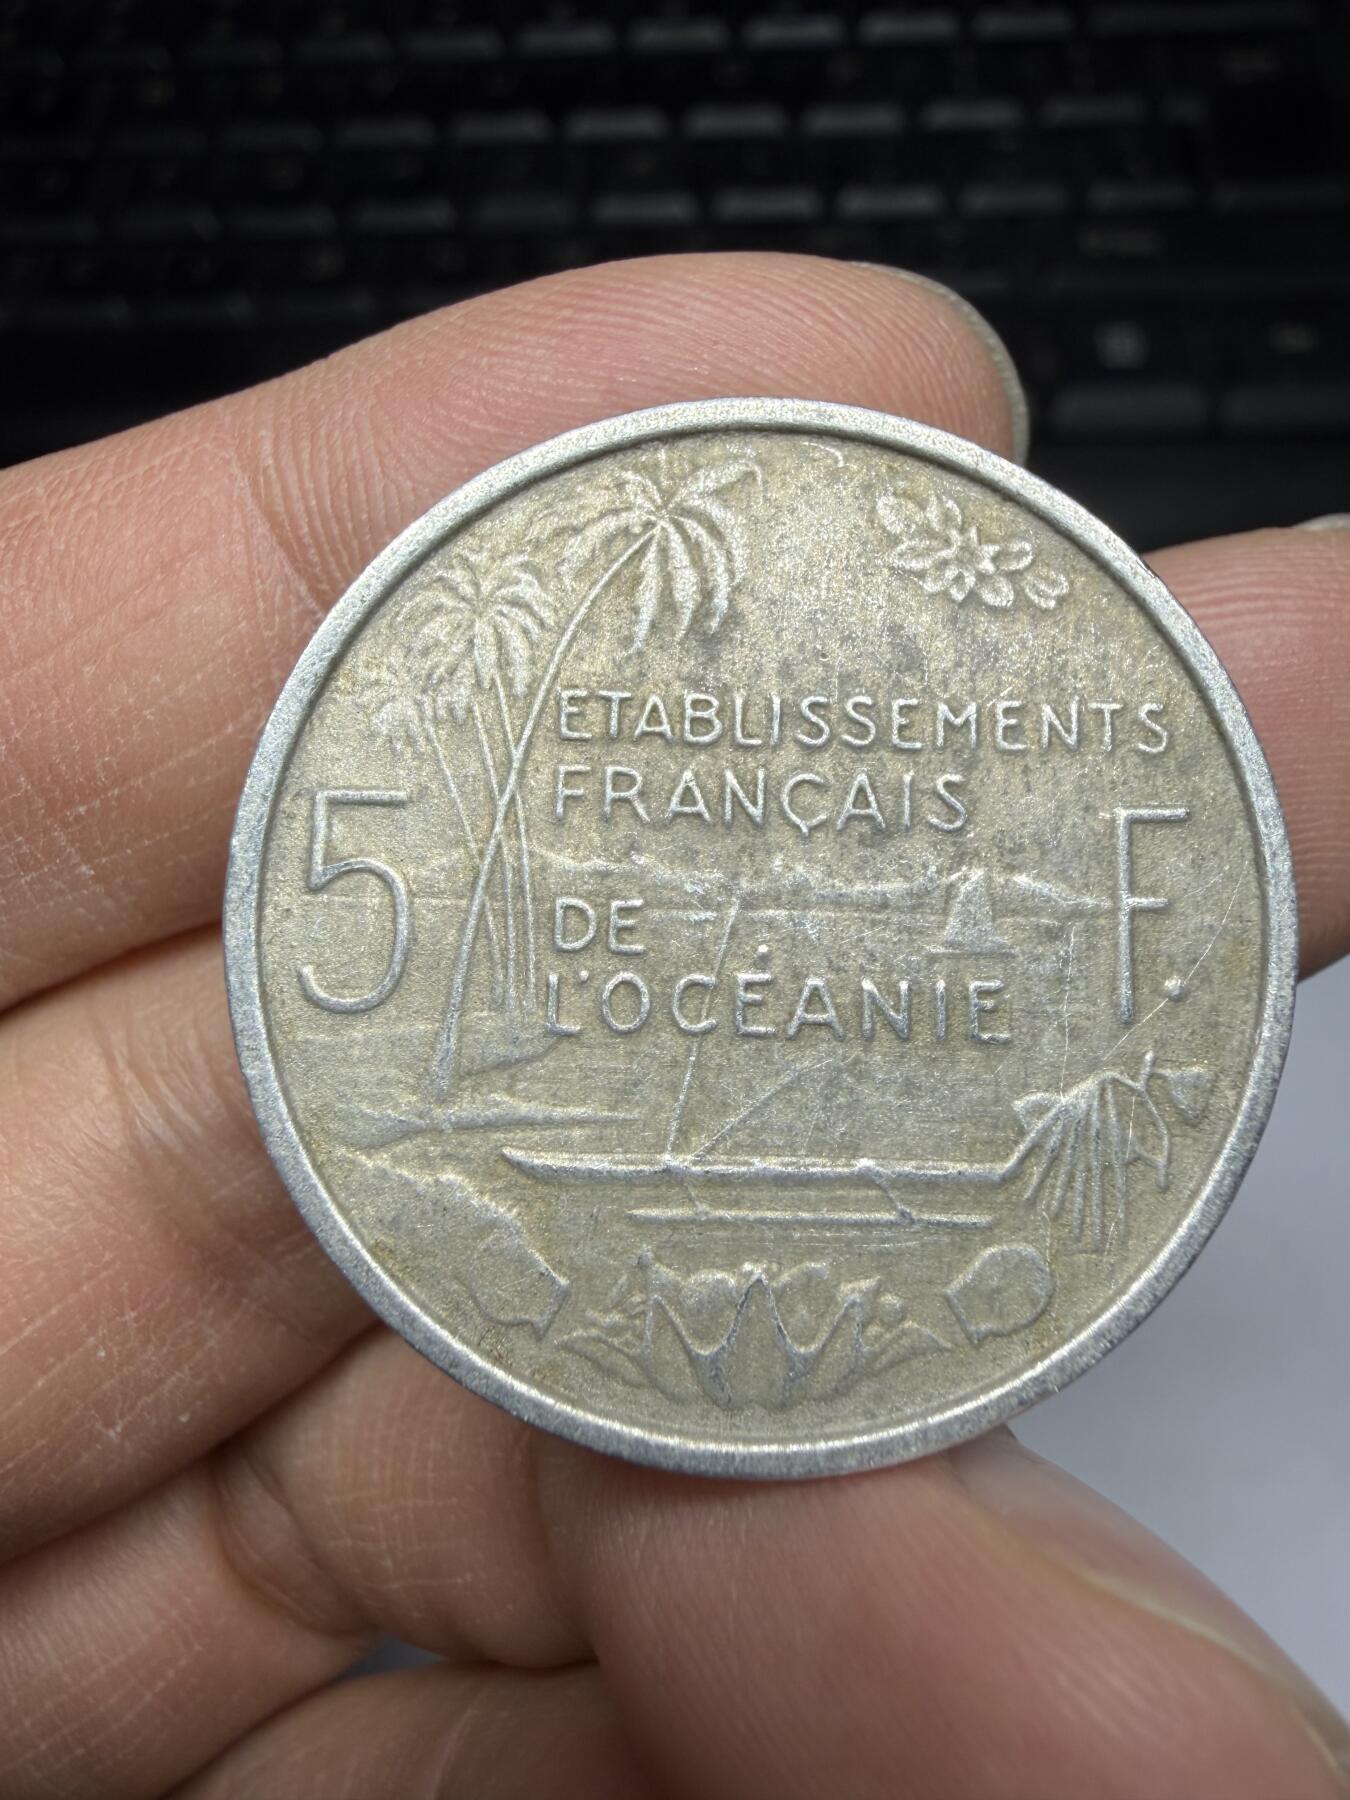 ETABLISSEMENTS
FRANÇAIS
5 F.
DE
L'OCÉANIE